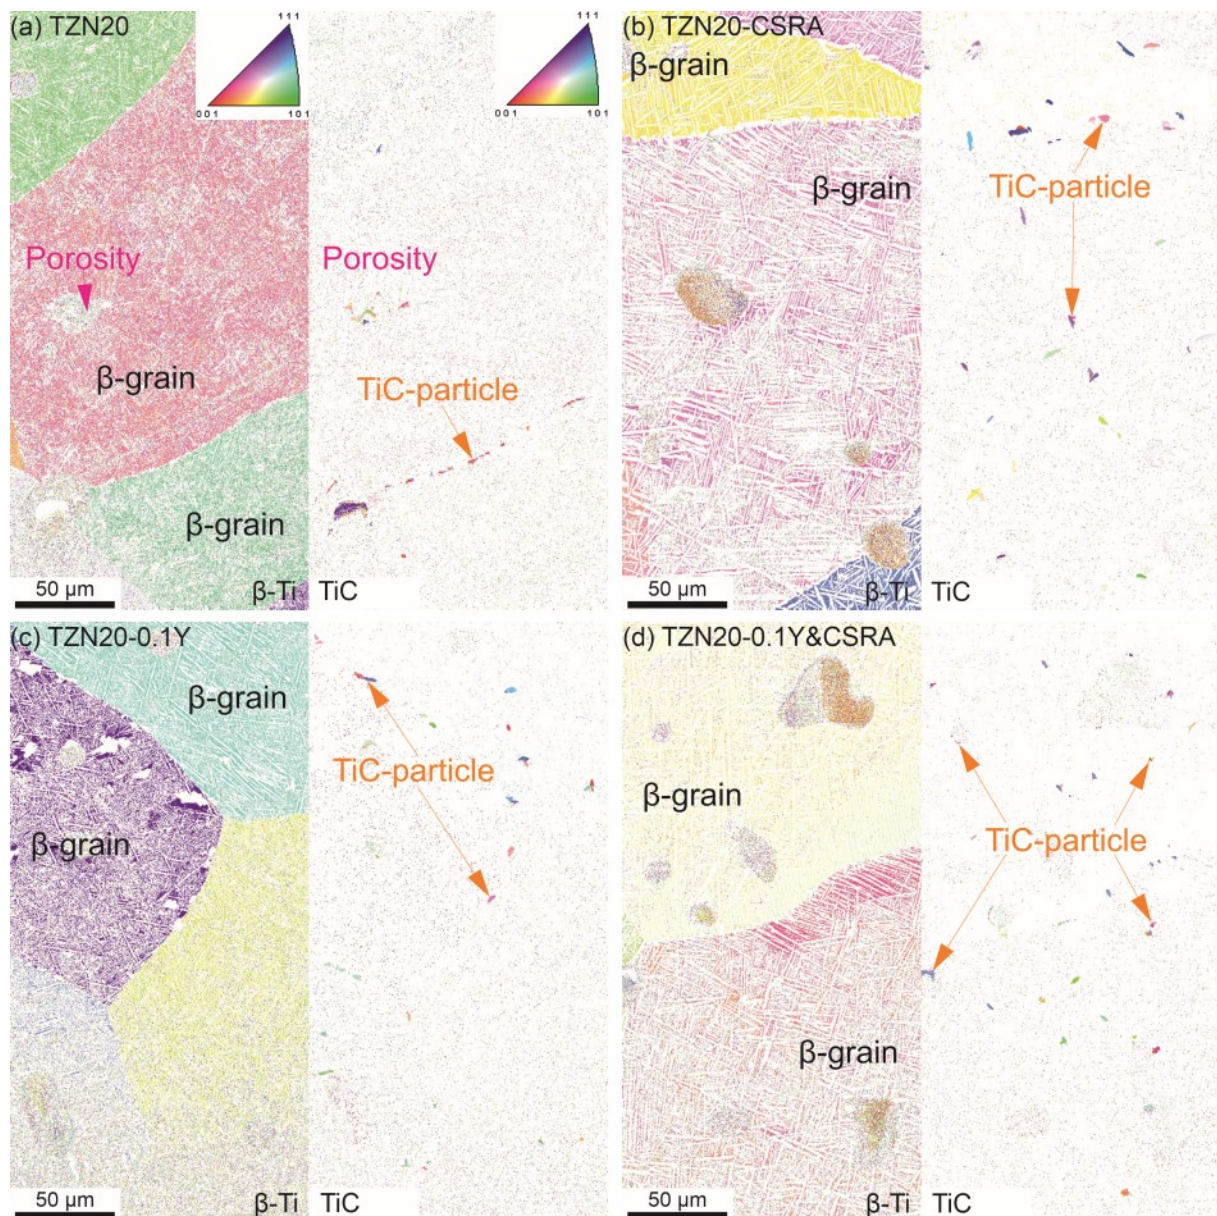 (a) TZN20
111
001
101
111
001
101
Porosity
Porosity
β-grain
TiC-particle
β-grain
50 µm
β-Ti
TiC
(b) TZN20-CSRA
β-grain
β-grain
TiC-particle
50 µm
β-Ti
TiC
(c) TZN20-0.1Y
β-grain
TiC-particle
β-grain
50 µm
β-Ti
TiC
(d) TZN20-0.1Y&CSRA
β-grain
TiC-particle
β-grain
50 µm
β-Ti
TiC